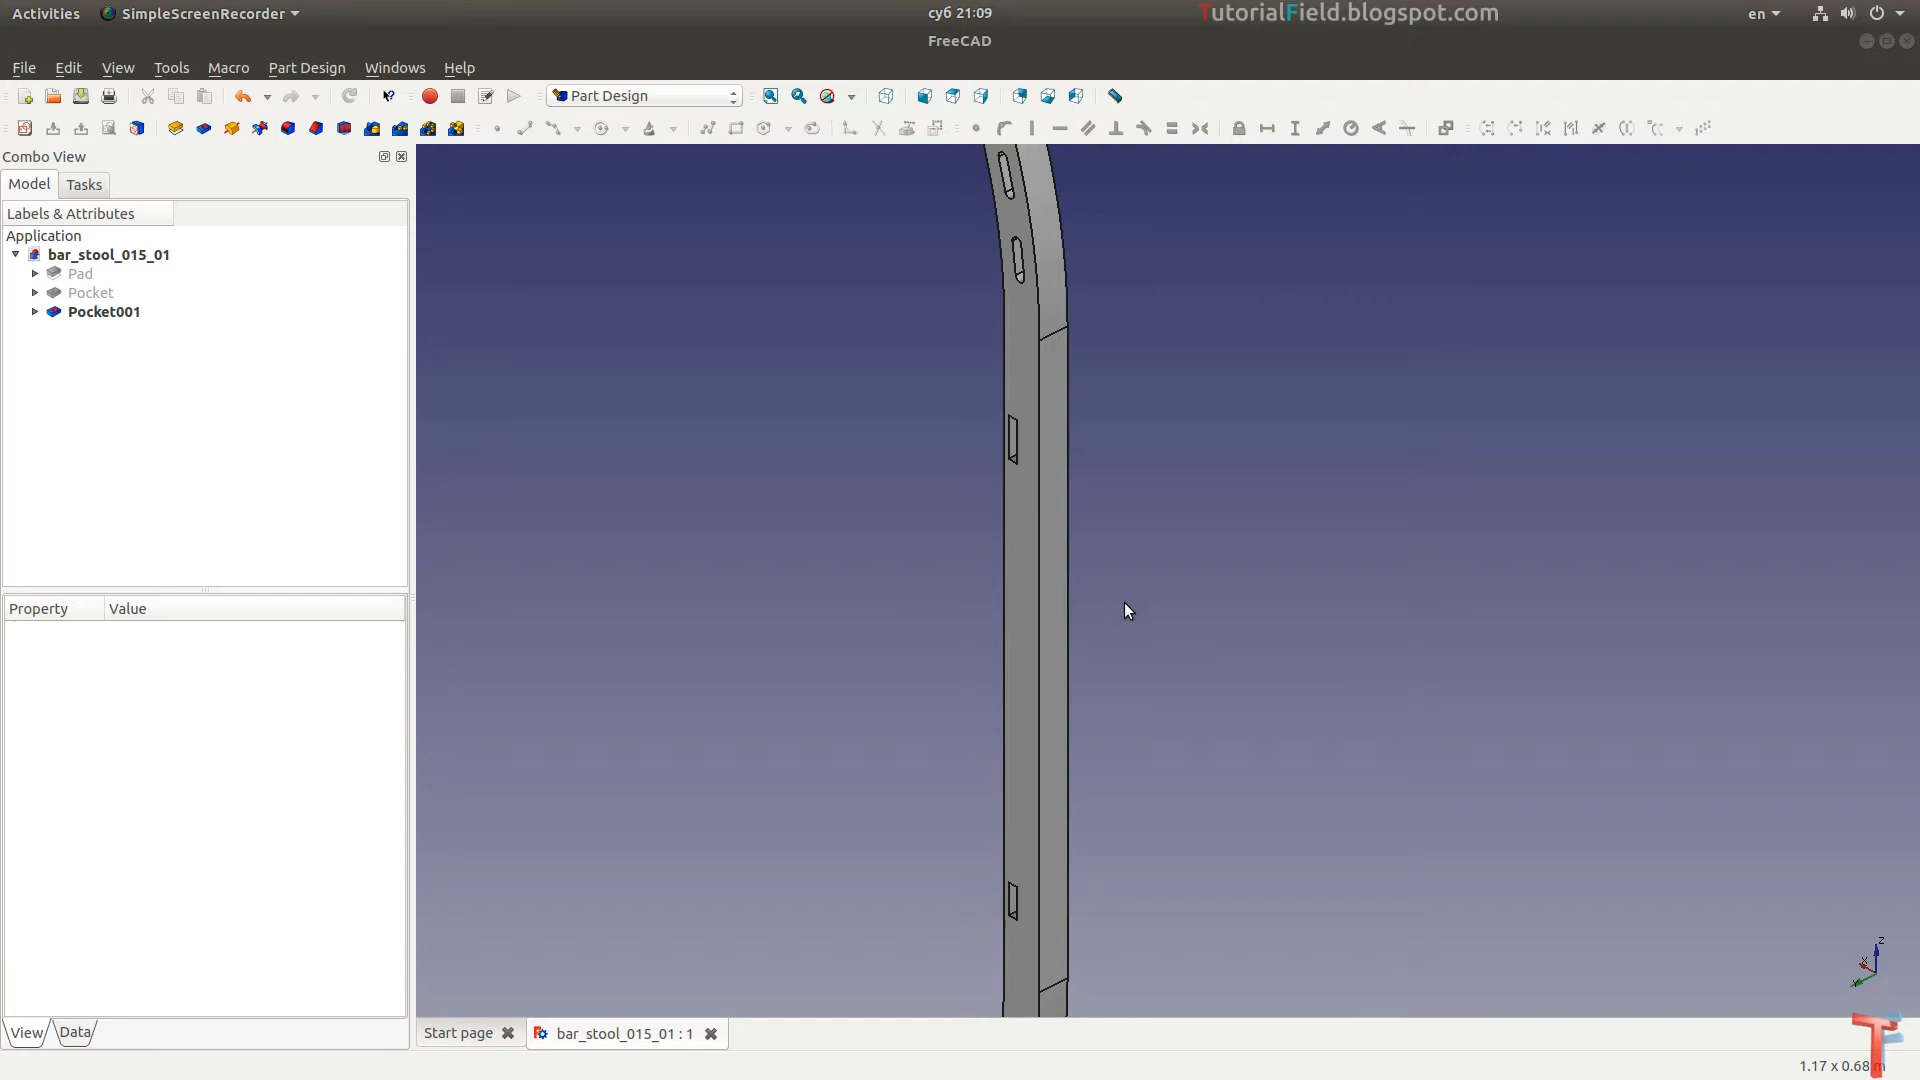 Activities SimpleScreenRecorder суб 21:09 TutorialField.blogspot.com en
FreeCAD
File Edit View Tools Macro Part Design Windows Help
Part Design
Combo View
Model Tasks
Labels & Attributes
Application
bar_stool_015_01
Pad
Pocket
Pocket001
Property Value
z
x
y
View Data
Start page bar_stool_015_01 : 1
TF
1.17 x 0.68 m